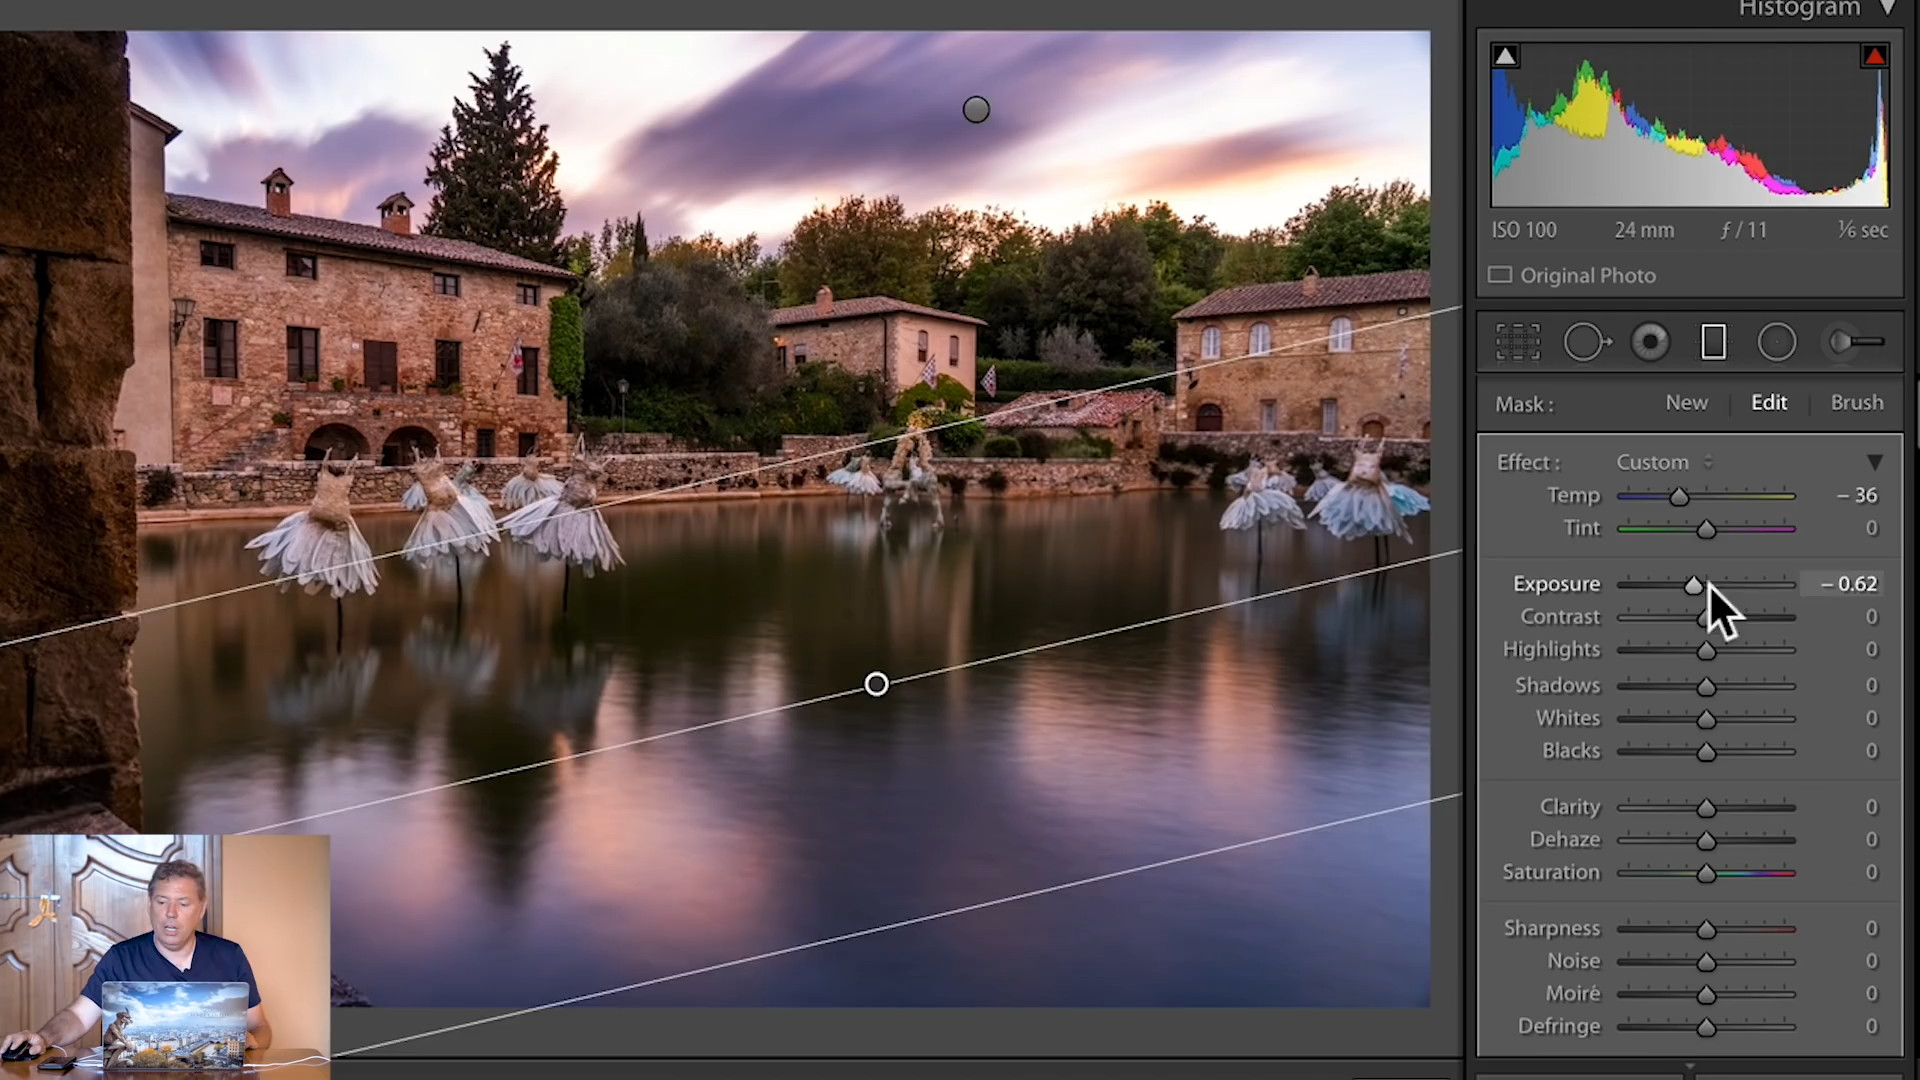 Histogram
ISO 100 24 mm ƒ / 11 ⅙ sec
Original Photo
Mask : New Edit Brush
Effect : Custom
Temp – 36
Tint 0
Exposure – 0.62
Contrast 0
Highlights 0
Shadows 0
Whites 0
Blacks 0
Clarity 0
Dehaze 0
Saturation 0
Sharpness 0
Noise 0
Moiré 0
Defringe 0